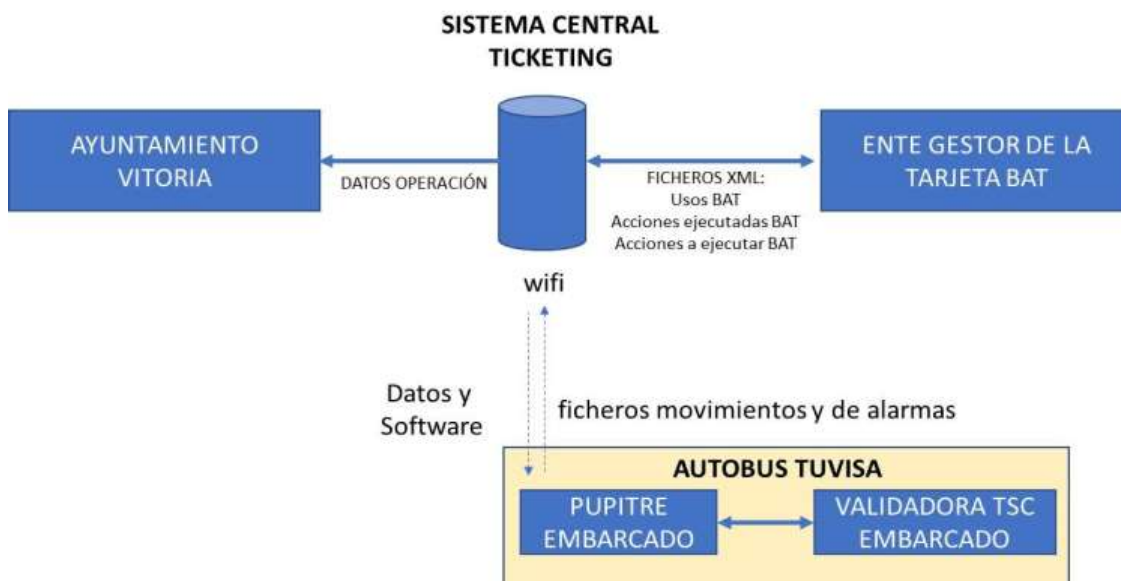 SISTEMA CENTRAL
TICKETING
AYUNTAMIENTO
VITORIA
DATOS OPERACIÓN
FICHEROS XML:
Usos BAT
Acciones ejecutadas BAT
Acciones a ejecutar BAT
ENTE GESTOR DE LA
TARJETA BAT
wifi
Datos y
Software
ficheros movimientos y de alarmas
AUTOBUS TUVISA
PUPITRE
EMBARCADO
VALIDADORA TSC
EMBARCADO